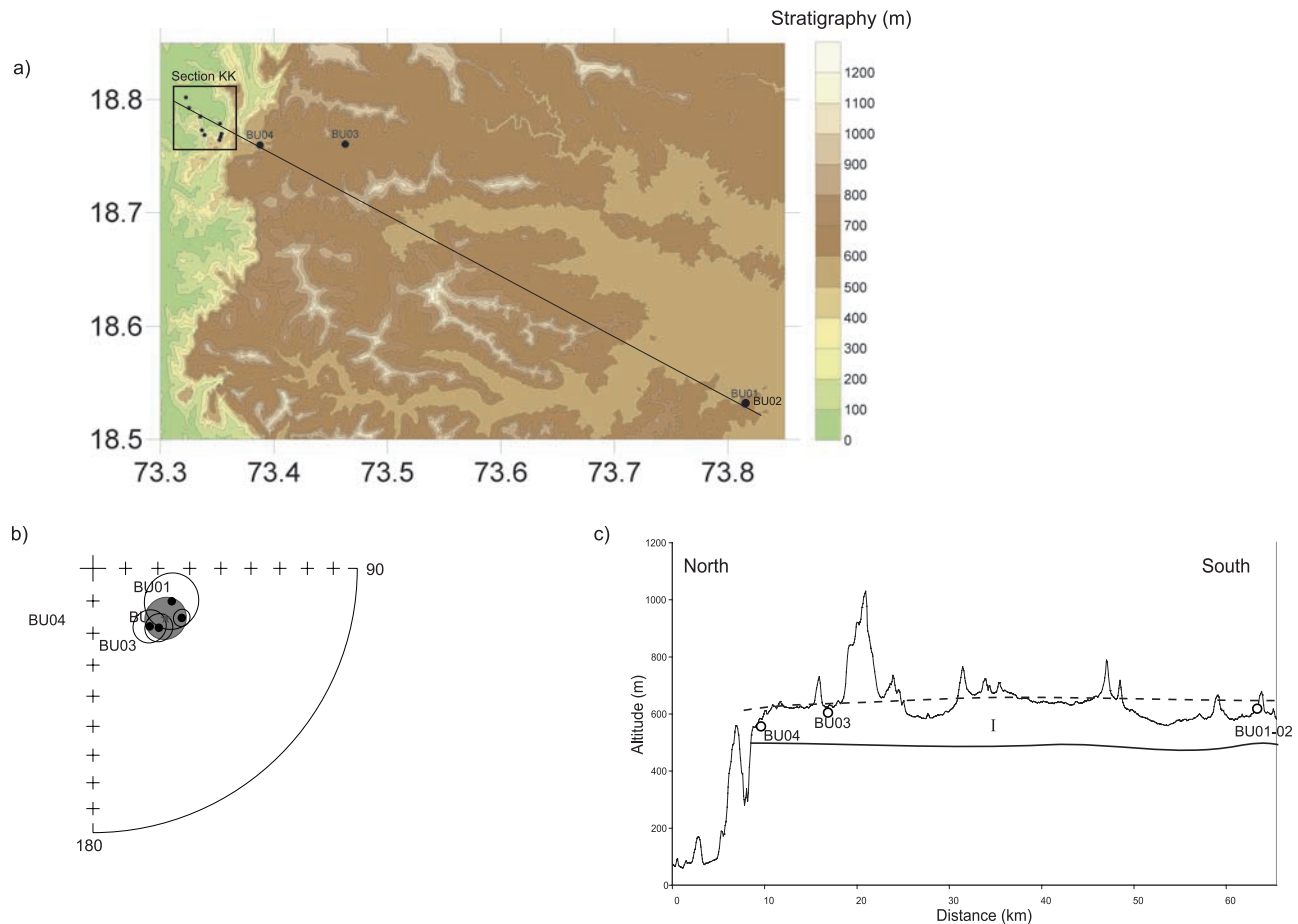 Stratigraphy (m)
a)
Section KK
18.8
18.7
18.6
18.5
73.3 73.4 73.5 73.6 73.7 73.8
BU04
BU03
BU01
BU02
1200
1100
1000
900
800
700
600
500
400
300
200
100
0
b)
90
BU01
BU04
BU
BU03
180
c)
1200
1000
800
600
400
200
0
Altitude (m)
North
South
BU04
BU03
I
BU01-02
0 10 20 30 40 50 60
Distance (km)